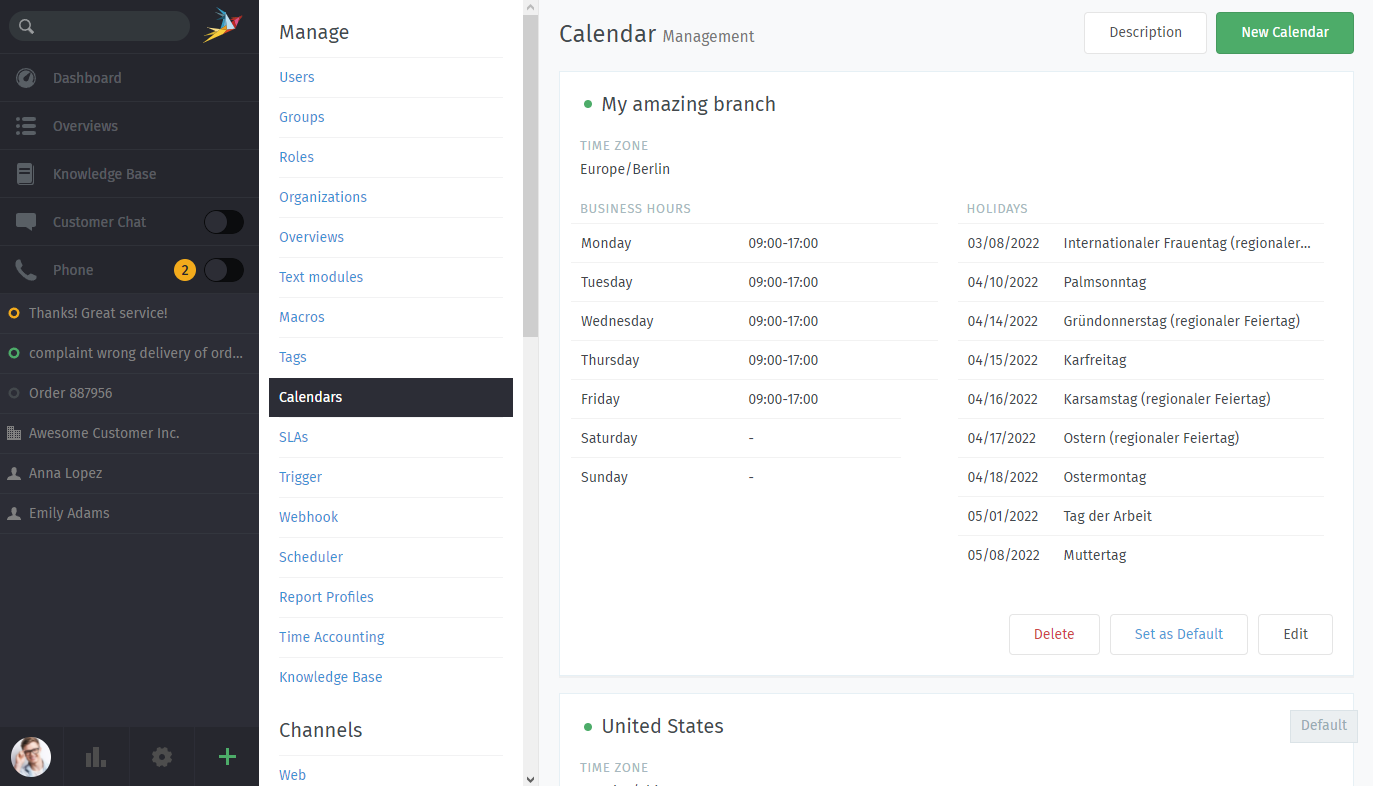 Dashboard
Overviews
Knowledge Base
Customer Chat
Phone 2
Thanks! Great service!
complaint wrong delivery of ord...
Order 887956
Awesome Customer Inc.
Anna Lopez
Emily Adams
Manage
Users
Groups
Roles
Organizations
Overviews
Text modules
Macros
Tags
Calendars
SLAs
Trigger
Webhook
Scheduler
Report Profiles
Time Accounting
Knowledge Base
Channels
Web
Calendar Management
Description
New Calendar
My amazing branch
TIME ZONE
Europe/Berlin
BUSINESS HOURS
Monday 09:00-17:00
Tuesday 09:00-17:00
Wednesday 09:00-17:00
Thursday 09:00-17:00
Friday 09:00-17:00
Saturday -
Sunday -
HOLIDAYS
03/08/2022 Internationaler Frauentag (regionaler...
04/10/2022 Palmsonntag
04/14/2022 Gründonnerstag (regionaler Feiertag)
04/15/2022 Karfreitag
04/16/2022 Karsamstag (regionaler Feiertag)
04/17/2022 Ostern (regionaler Feiertag)
04/18/2022 Ostermontag
05/01/2022 Tag der Arbeit
05/08/2022 Muttertag
Delete
Set as Default
Edit
United States
Default
TIME ZONE